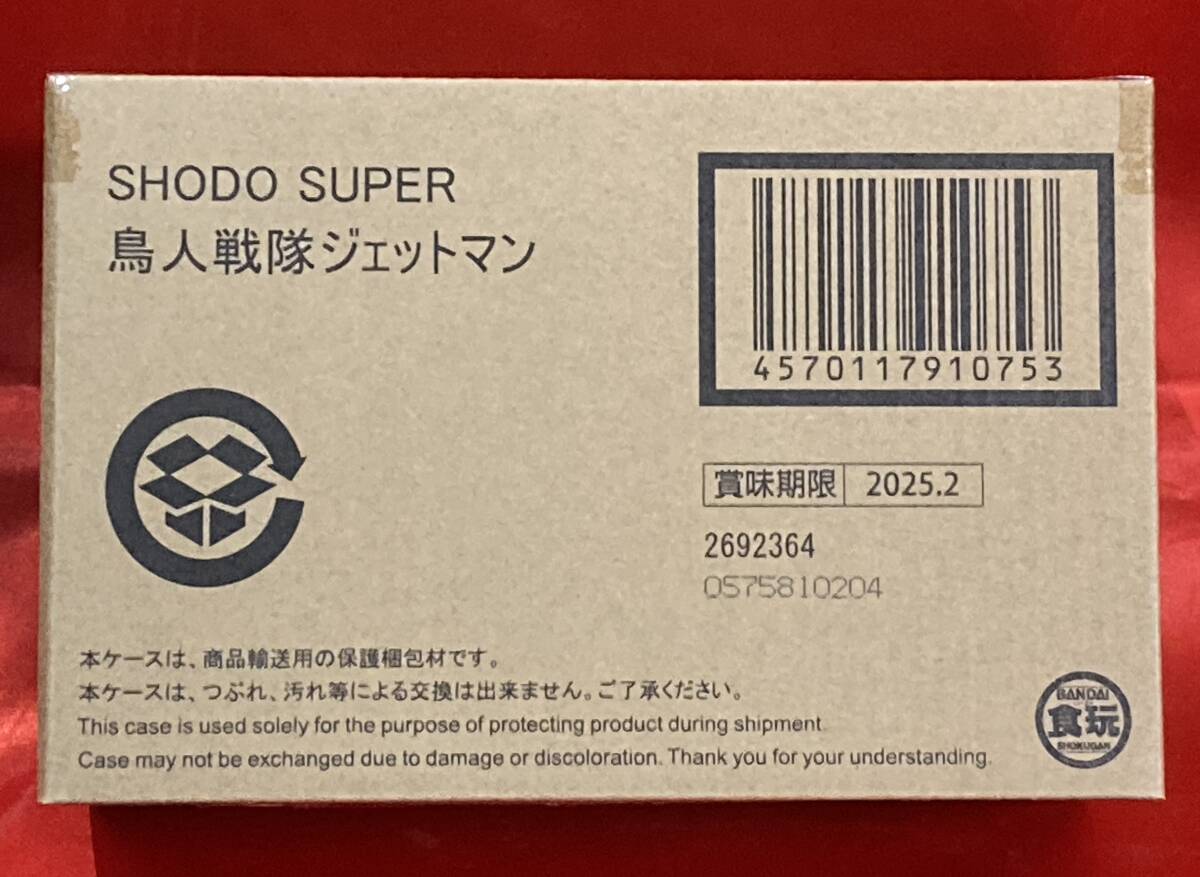 SHODO SUPER
鳥人戦隊ジェットマン
4570117910753
賞味期限 2025.2
2692364
0575810204
本ケースは、商品輸送用の保護梱包材です。
本ケースは、つぶれ、汚れ等による交換は出来ません。ご了承ください。
This case is used solely for the purpose of protecting product during shipment.
Case may not be exchanged due to damage or discoloration. Thank you for your understanding.
BANDAI
食玩
SHOKUGAN